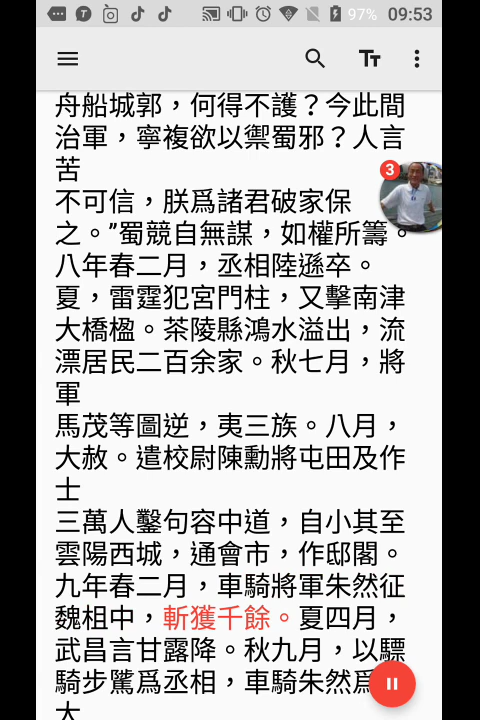 97% 09:53
舟船城郭，何得不護？今此間
治軍，寧複欲以禦蜀邪？人言
苦
不可信，朕爲諸君破家保
之。”蜀競自無謀，如權所籌。
八年春二月，丞相陸遜卒。
夏，雷霆犯宮門柱，又擊南津
大橋楹。茶陵縣鴻水溢出，流
漂居民二百余家。秋七月，將
軍
馬茂等圖逆，夷三族。八月，
大赦。遣校尉陳勳將屯田及作
士
三萬人鑿句容中道，自小其至
雲陽西城，通會市，作邸閣。
九年春二月，車騎將軍朱然征
魏柤中，斬獲千餘。夏四月，
武昌言甘露降。秋九月，以驃
騎步騭爲丞相，車騎朱然爲
大
3